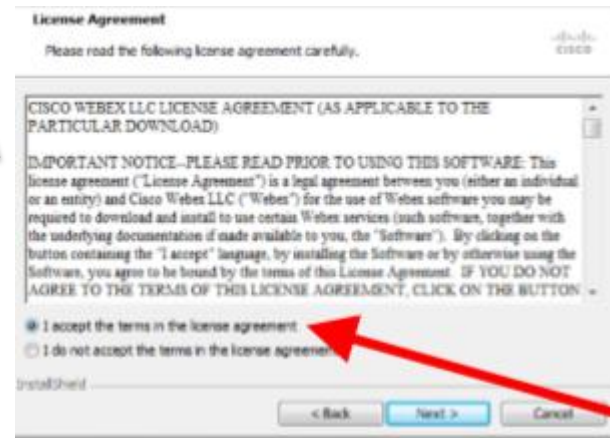 License Agreement
Please read the following license agreement carefully.
CISCO
CISCO WEBEX LLC LICENSE AGREEMENT (AS APPLICABLE TO THE
PARTICULAR DOWNLOAD)
IMPORTANT NOTICE--PLEASE READ PRIOR TO USING THIS SOFTWARE: This
license agreement ("License Agreement") is a legal agreement between you (either an individual
or an entity) and Cisco Webex LLC ("Webex") for the use of Webex software you may be
required to download and install to use certain Webex services (such software, together with
the underlying documentation if made available to you, the "Software"). By clicking on the
button containing the "I accept" language, by installing the Software or by otherwise using the
Software, you agree to be bound by the terms of this License Agreement. IF YOU DO NOT
AGREE TO THE TERMS OF THIS LICENSE AGREEMENT, CLICK ON THE BUTTON
I accept the terms in the license agreement
I do not accept the terms in the license agreemen
InstallShield
< Back
Next >
Cancel